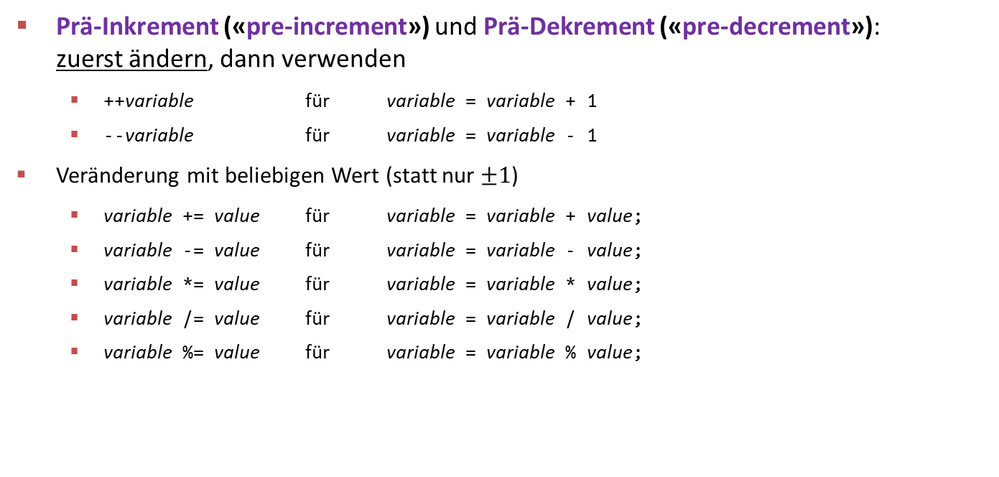 Prä-Inkrement («pre-increment») und Prä-Dekrement («pre-decrement»):
zuerst ändern, dann verwenden
++variable für variable = variable + 1
--variable für variable = variable - 1
Veränderung mit beliebigen Wert (statt nur ±1)
variable += value für variable = variable + value;
variable -= value für variable = variable - value;
variable *= value für variable = variable * value;
variable /= value für variable = variable / value;
variable %= value für variable = variable % value;